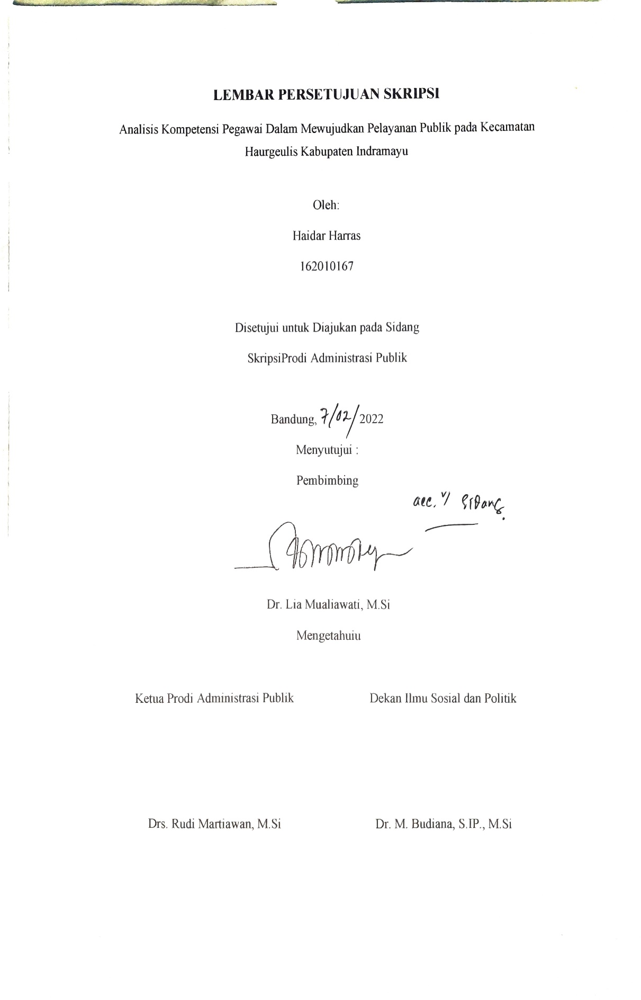 LEMBAR PERSETUJUAN SKRIPSI
Analisis Kompetensi Pegawai Dalam Mewujudkan Pelayanan Publik pada Kecamatan
Haurgeulis Kabupaten Indramayu
Oleh:
Haidar Harras
162010167
Disetujui untuk Diajukan pada Sidang
SkripsiProdi Administrasi Publik
Bandung, 7/02/2022
Menyutujui :
Pembimbing
acc. u/ Sidang.
Dr. Lia Mualiawati, M.Si
Mengetahuiu
Ketua Prodi Administrasi Publik Dekan Ilmu Sosial dan Politik
Drs. Rudi Martiawan, M.Si Dr. M. Budiana, S.IP., M.Si